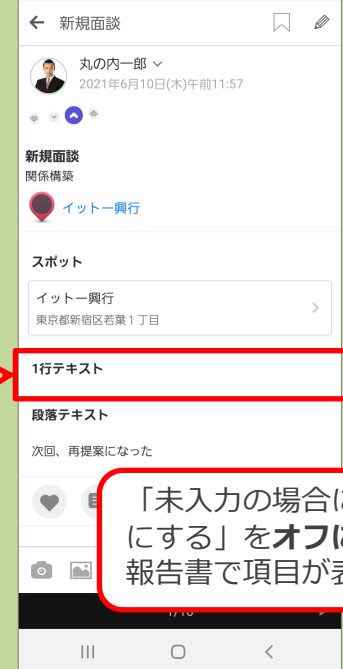 新規面談
丸の内一郎
2021年6月10日(木)午前11:57
新規面談
関係構築
イットー興行
スポット
イットー興行
東京都新宿区若葉1丁目
1行テキスト
段落テキスト
次回、再提案になった
「未入力の場合に
にする」をオフに
報告書で項目が表